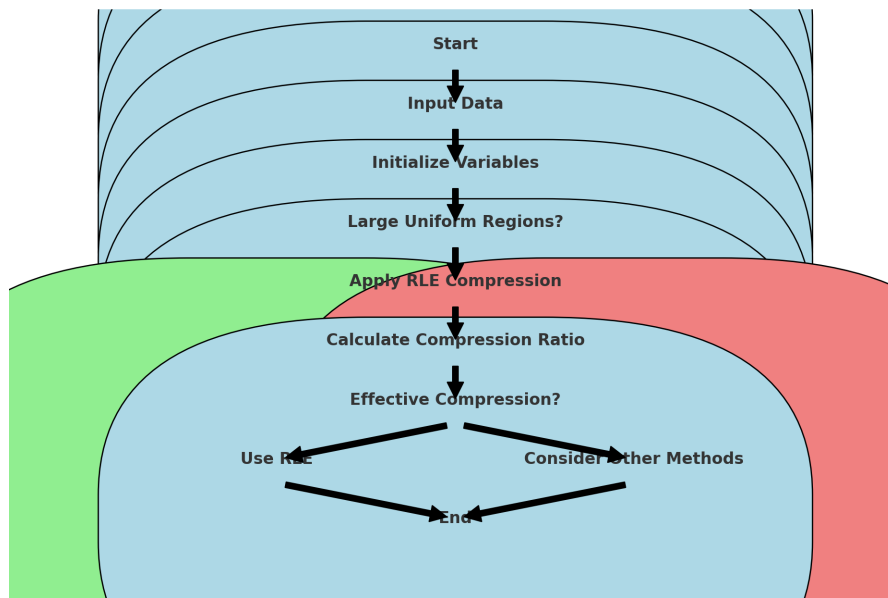 Start
Input Data
Initialize Variables
Large Uniform Regions?
Apply RLE Compression
Calculate Compression Ratio
Effective Compression?
Use RLE
Consider Other Methods
End